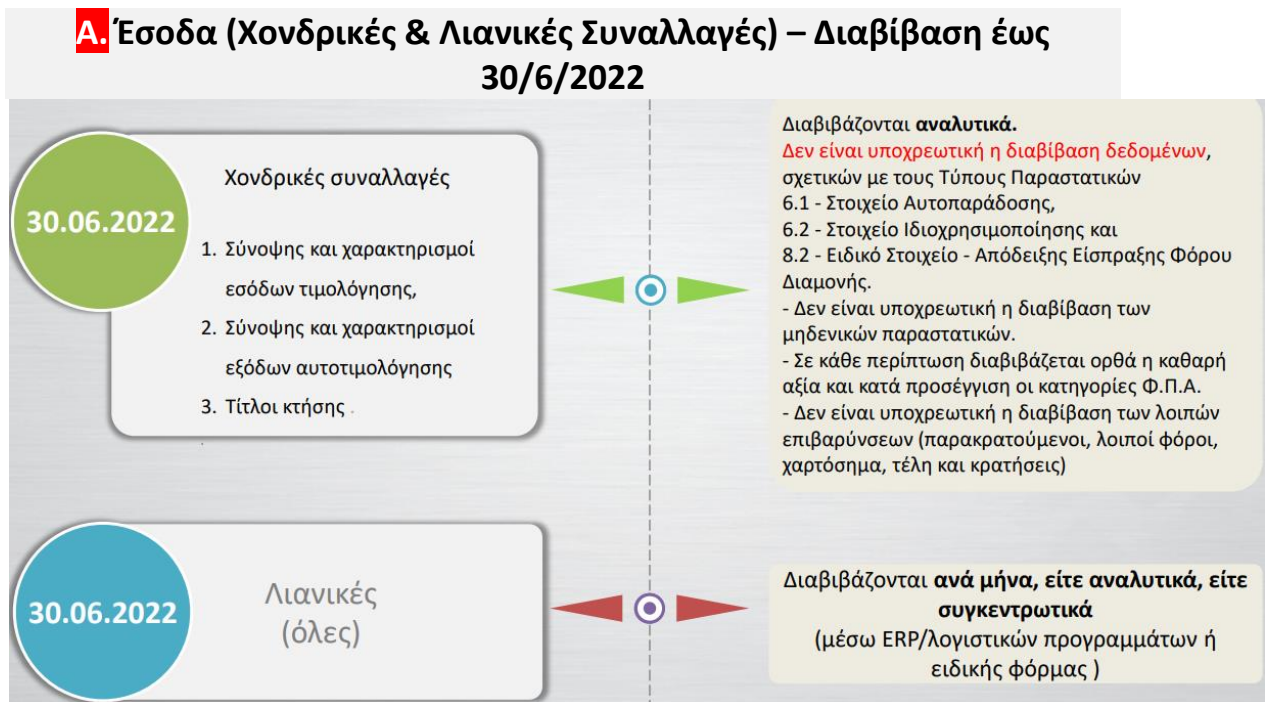 Α. Έσοδα (Χονδρικές & Λιανικές Συναλλαγές) – Διαβίβαση έως
30/6/2022
30.06.2022
Χονδρικές συναλλαγές
1. Σύνοψης και χαρακτηρισμοί
εσόδων τιμολόγησης,
2. Σύνοψης και χαρακτηρισμοί
εξόδων αυτοτιμολόγησης
3. Τίτλοι κτήσης .
Διαβιβάζονται αναλυτικά.
Δεν είναι υποχρεωτική η διαβίβαση δεδομένων,
σχετικών με τους Τύπους Παραστατικών
6.1 - Στοιχείο Αυτοπαράδοσης,
6.2 - Στοιχείο Ιδιοχρησιμοποίησης και
8.2 - Ειδικό Στοιχείο - Απόδειξης Είσπραξης Φόρου
Διαμονής.
- Δεν είναι υποχρεωτική η διαβίβαση των
μηδενικών παραστατικών.
- Σε κάθε περίπτωση διαβιβάζεται ορθά η καθαρή
αξία και κατά προσέγγιση οι κατηγορίες Φ.Π.Α.
- Δεν είναι υποχρεωτική η διαβίβαση των λοιπών
επιβαρύνσεων (παρακρατούμενοι, λοιποί φόροι,
χαρτόσημα, τέλη και κρατήσεις)
30.06.2022
Λιανικές
(όλες)
Διαβιβάζονται ανά μήνα, είτε αναλυτικά, είτε
συγκεντρωτικά
(μέσω ERP/λογιστικών προγραμμάτων ή
ειδικής φόρμας )